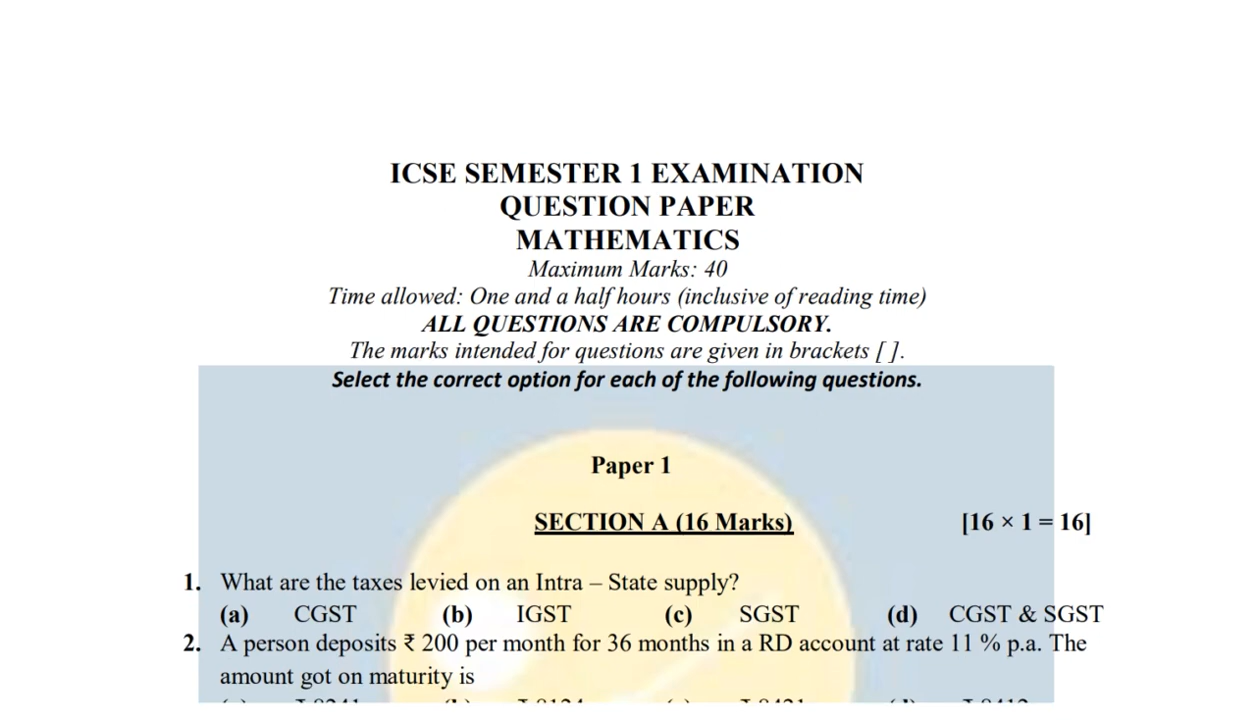 ICSE SEMESTER 1 EXAMINATION
QUESTION PAPER
MATHEMATICS
Maximum Marks: 40
Time allowed: One and a half hours (inclusive of reading time)
ALL QUESTIONS ARE COMPULSORY.
The marks intended for questions are given in brackets [ ].
Select the correct option for each of the following questions.
Paper 1
SECTION A (16 Marks) [16 × 1 = 16]
1. What are the taxes levied on an Intra – State supply?
(a) CGST (b) IGST (c) SGST (d) CGST & SGST
2. A person deposits ₹ 200 per month for 36 months in a RD account at rate 11 % p.a. The
amount got on maturity is